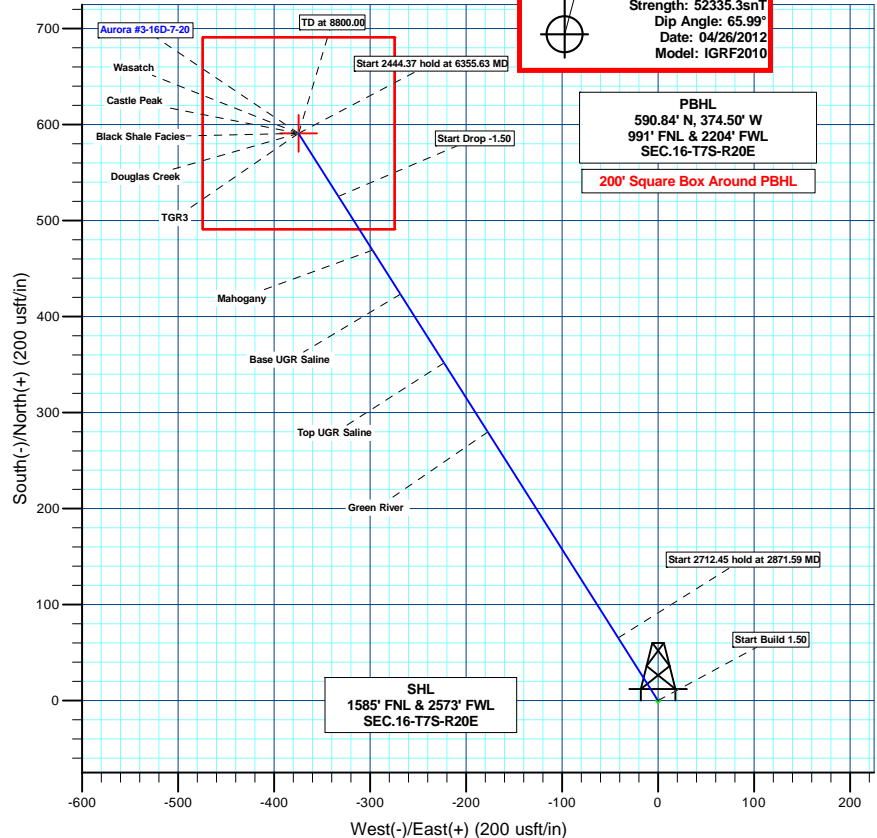 Strength: 52335.3snT
Dip Angle: 65.99°
Date: 04/26/2012
Model: IGRF2010
PBHL
590.84' N, 374.50' W
991' FNL & 2204' FWL
SEC.16-T7S-R20E
200' Square Box Around PBHL
Aurora #3-16D-7-20
TD at 8800.00
Wasatch
Start 2444.37 hold at 6355.63 MD
Castle Peak
Black Shale Facies
Start Drop -1.50
Douglas Creek
TGR3
Mahogany
Base UGR Saline
Top UGR Saline
Green River
Start 2712.45 hold at 2871.59 MD
Start Build 1.50
SHL
1585' FNL & 2573' FWL
SEC.16-T7S-R20E
South(-)/North(+) (200 usft/in)
700
600
500
400
300
200
100
0
-600 -500 -400 -300 -200 -100 0 100 200
West(-)/East(+) (200 usft/in)